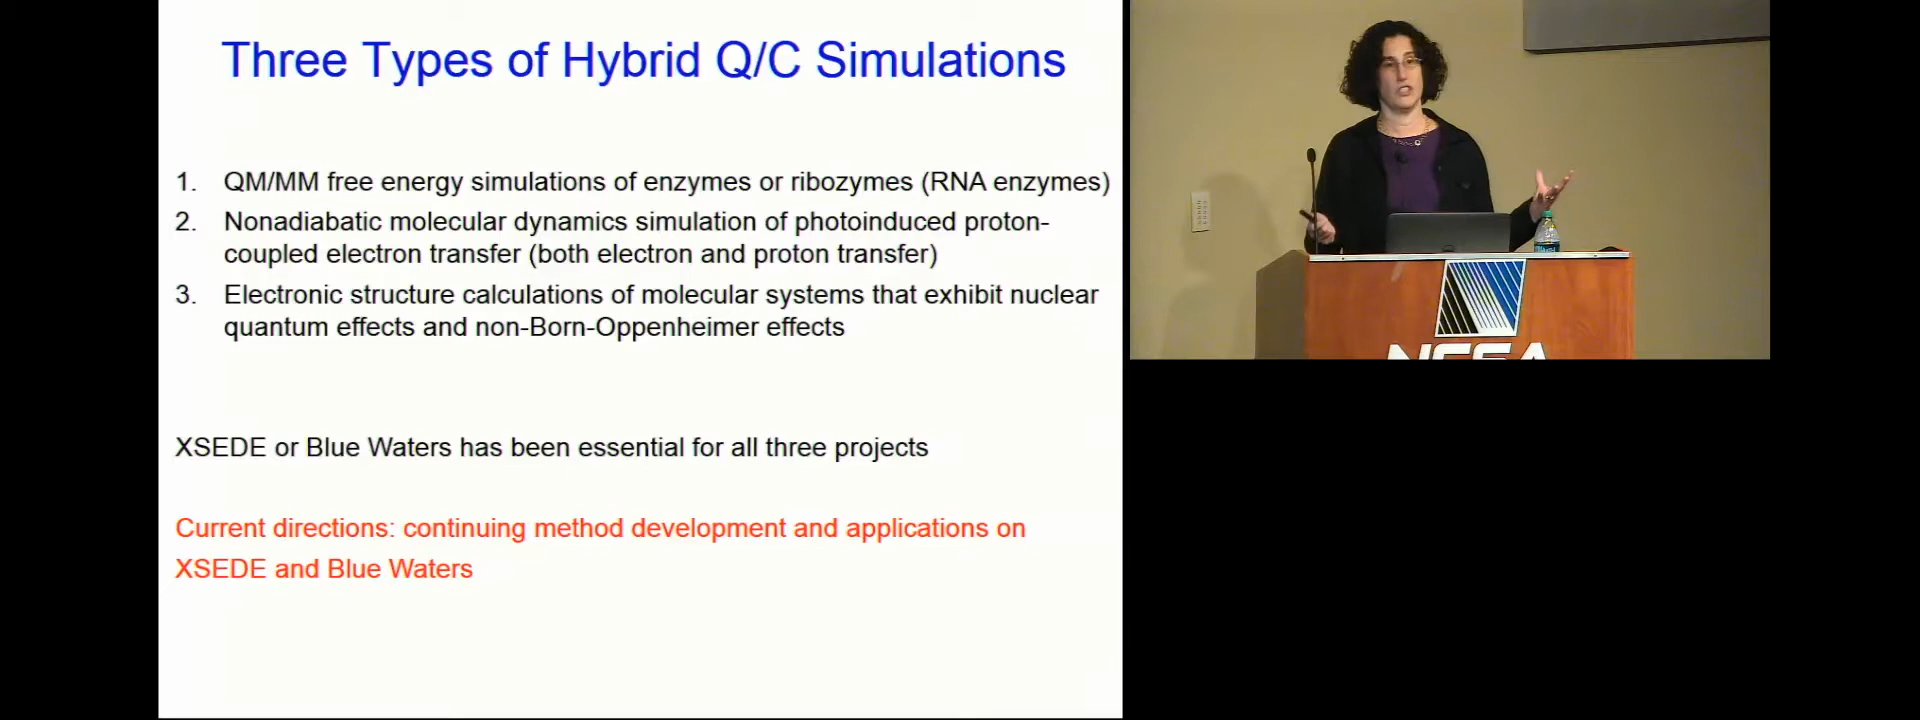 Three Types of Hybrid Q/C Simulations
1. QM/MM free energy simulations of enzymes or ribozymes (RNA enzymes)
2. Nonadiabatic molecular dynamics simulation of photoinduced proton-
coupled electron transfer (both electron and proton transfer)
3. Electronic structure calculations of molecular systems that exhibit nuclear
quantum effects and non-Born-Oppenheimer effects
XSEDE or Blue Waters has been essential for all three projects
Current directions: continuing method development and applications on
XSEDE and Blue Waters
NCSA